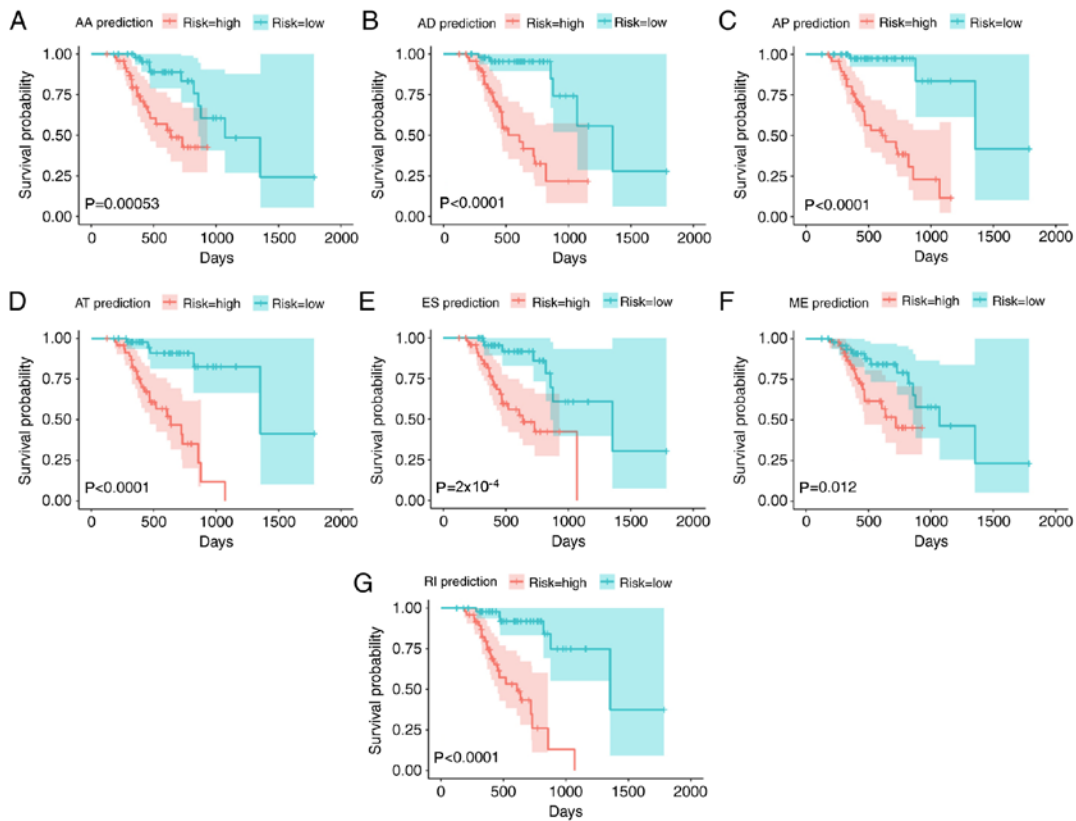 A AA prediction Risk=high Risk=low
1.00
0.75
0.50
0.25
0.00
Survival probability
P=0.00053
0 500 1000 1500 2000
Days
B AD prediction Risk=high Risk=low
1.00
0.75
0.50
0.25
0.00
Survival probability
P<0.0001
0 500 1000 1500 2000
Days
C AP prediction Risk=high Risk=low
1.00
0.75
0.50
0.25
0.00
Survival probability
P<0.0001
0 500 1000 1500 2000
Days
D AT prediction Risk=high Risk=low
1.00
0.75
0.50
0.25
0.00
Survival probability
P<0.0001
0 500 1000 1500 2000
Days
E ES prediction Risk=high Risk=low
1.00
0.75
0.50
0.25
0.00
Survival probability
P=2x10⁻⁴
0 500 1000 1500 2000
Days
F ME prediction Risk=high Risk=low
1.00
0.75
0.50
0.25
0.00
Survival probability
P=0.012
0 500 1000 1500 2000
Days
G RI prediction Risk=high Risk=low
1.00
0.75
0.50
0.25
0.00
Survival probability
P<0.0001
0 500 1000 1500 2000
Days